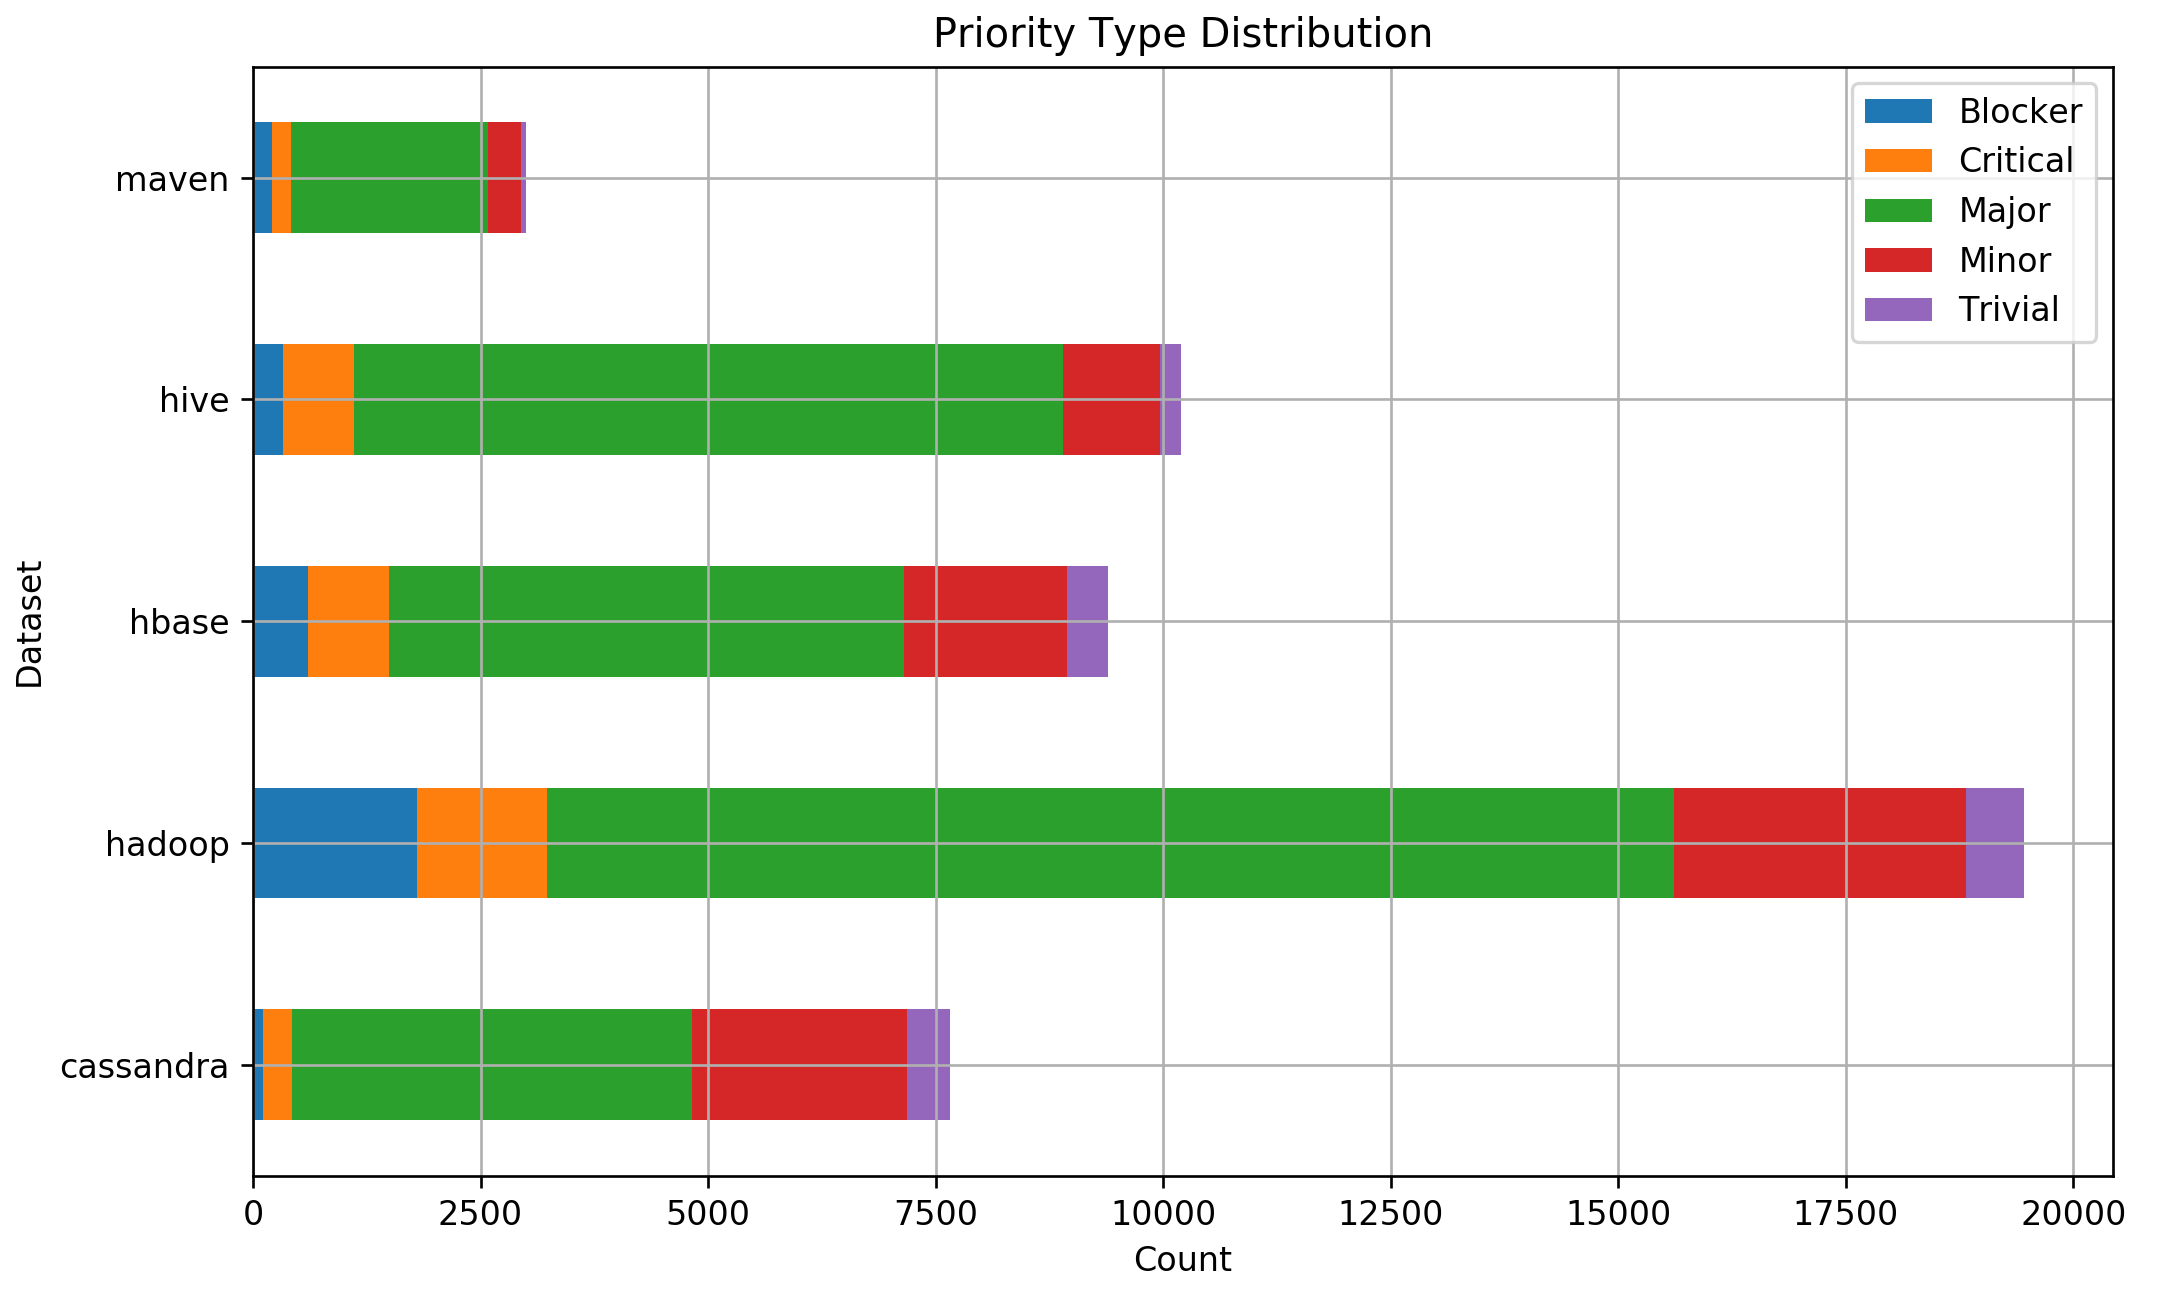 Priority Type Distribution
Blocker
Critical
Major
Minor
Trivial
Dataset
maven
hive
hbase
hadoop
cassandra
0 2500 5000 7500 10000 12500 15000 17500 20000
Count